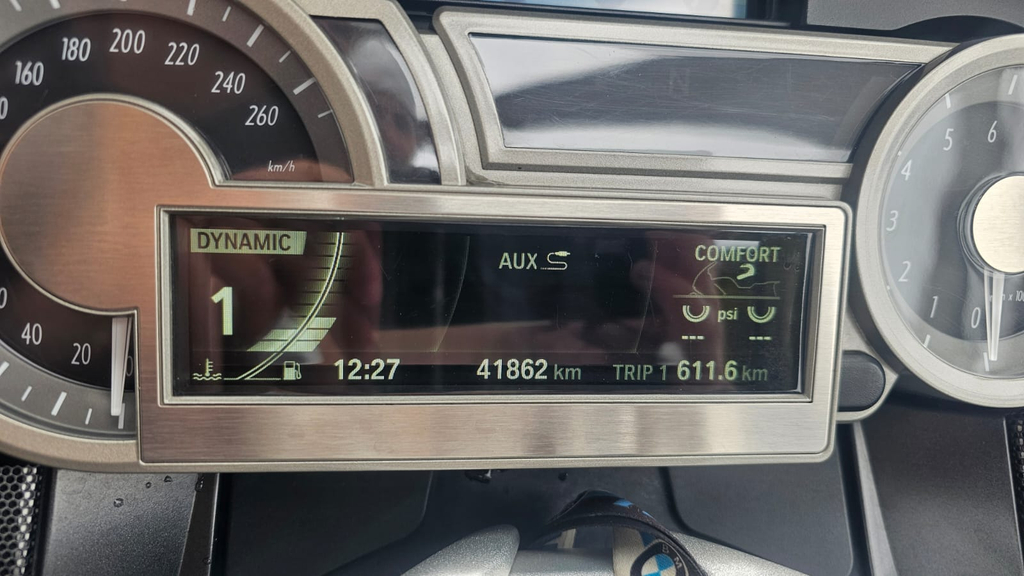 160 180 200 220 240 260
km/h
40 20
DYNAMIC
1
AUX
COMFORT
psi
--- ---
12:27 41862 km TRIP 1 611.6 km
0 1 2 3 4 5 6